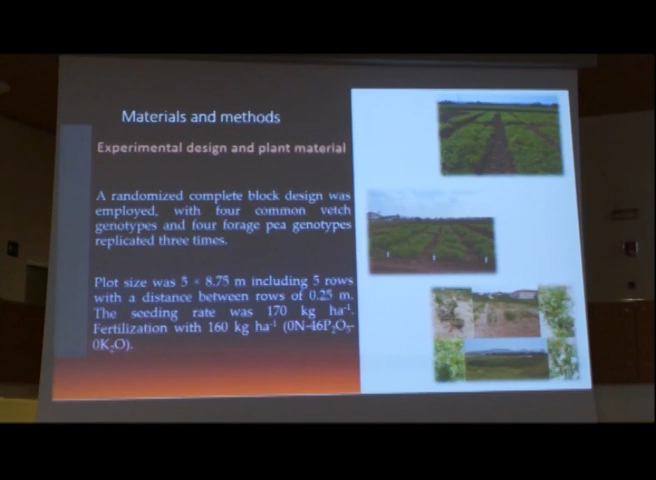 Materials and methods
Experimental design and plant material
A randomized complete block design was
employed, with four common vetch
genotypes and four forage pea genotypes
replicated three times.
Plot size was 5 × 8.75 m including 5 rows
with a distance between rows of 0.25 m.
The seeding rate was 170 kg ha⁻¹.
Fertilization with 160 kg ha⁻¹ (0N-46P₂O₅-
0K₂O).